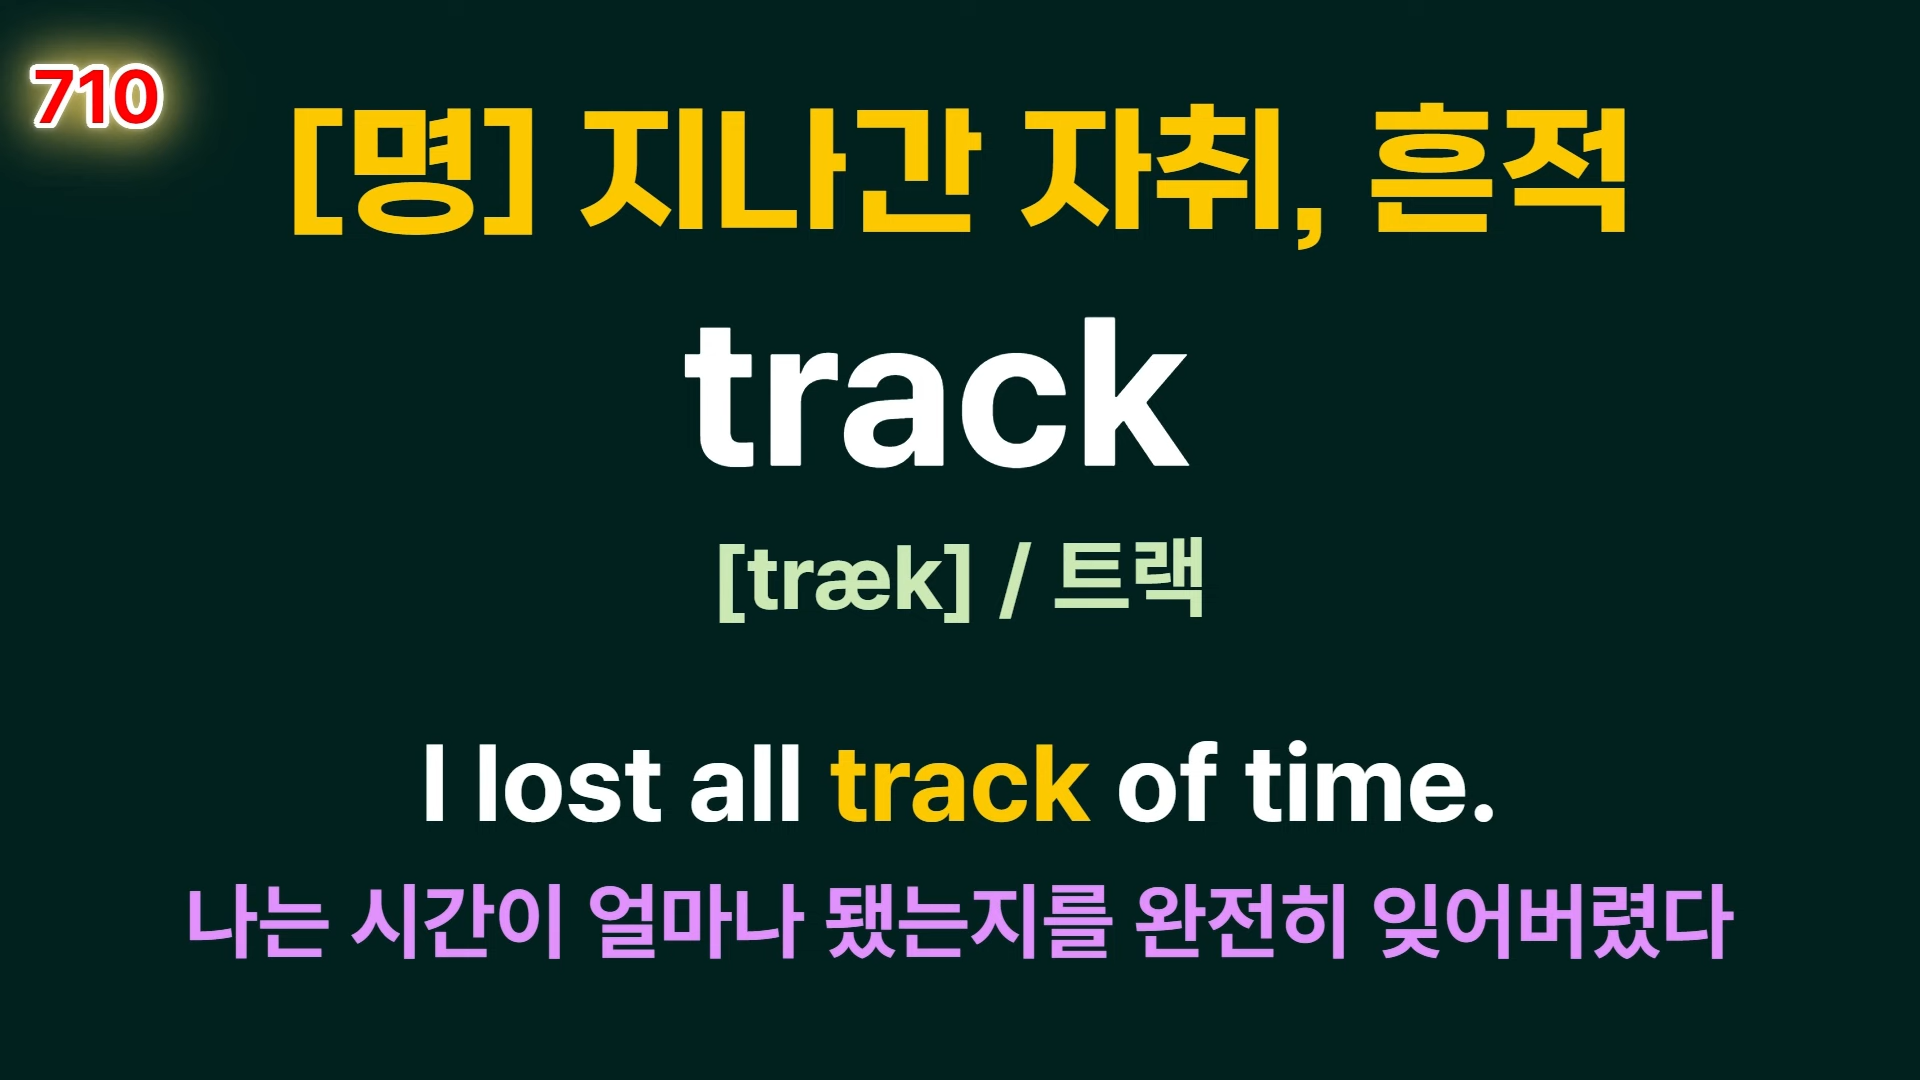 710
[명] 지나간 자취, 흔적
track
[træk] / 트랙
I lost all track of time.
나는 시간이 얼마나 됐는지를 완전히 잊어버렸다